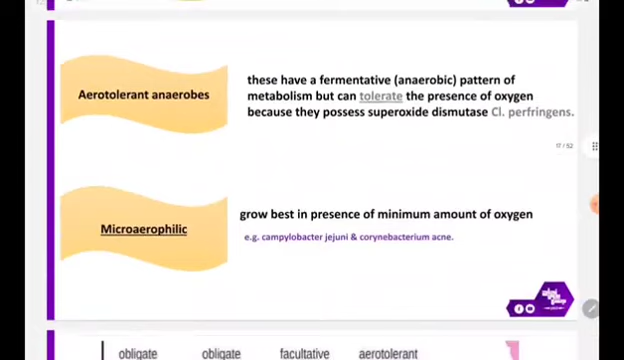 Aerotolerant anaerobes
these have a fermentative (anaerobic) pattern of
metabolism but can tolerate the presence of oxygen
because they possess superoxide dismutase Cl. perfringens.
17 / 52
Microaerophilic
grow best in presence of minimum amount of oxygen
e.g. campylobacter jejuni & corynebacterium acne.
obligate obligate facultative aerotolerant